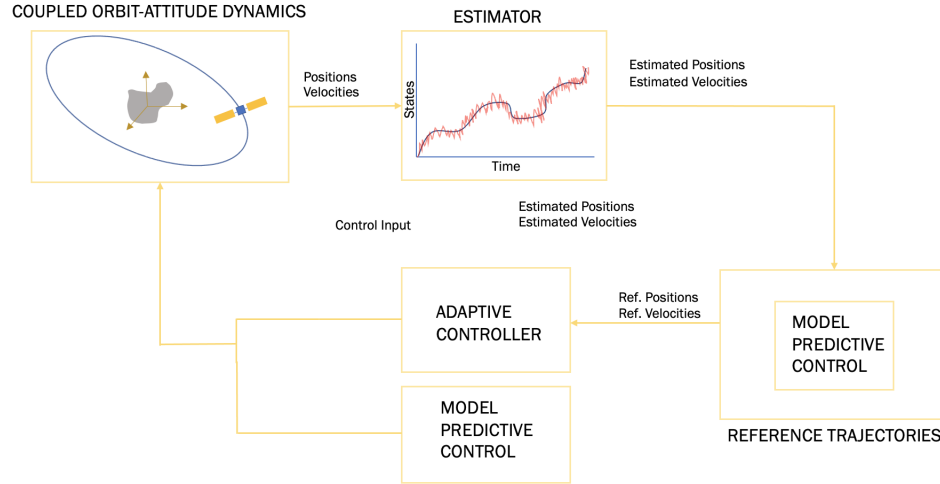 COUPLED ORBIT-ATTITUDE DYNAMICS
ESTIMATOR
Positions
Velocities
States
Time
Estimated Positions
Estimated Velocities
Control Input
Estimated Positions
Estimated Velocities
ADAPTIVE
CONTROLLER
Ref. Positions
Ref. Velocities
MODEL
PREDICTIVE
CONTROL
MODEL
PREDICTIVE
CONTROL
REFERENCE TRAJECTORIES